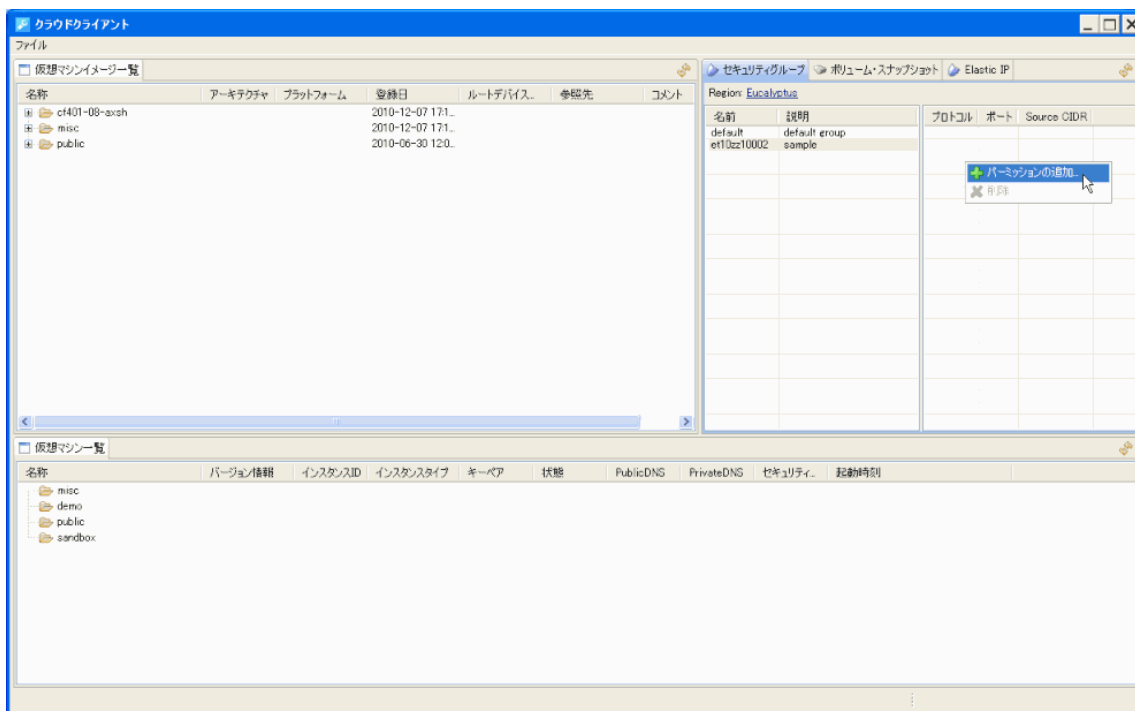 クラウドクライアント
ファイル
仮想マシンイメージ一覧
名称 アーキテクチャ プラットフォーム 登録日 ルートデバイス... 参照先 コメント
cf401-08-axsh 2010-12-07 17:1...
misc 2010-12-07 17:1...
public 2010-06-30 12:0...
セキュリティグループ ボリューム・スナップショット Elastic IP
Region: Eucalyptus
名前 説明 プロトコル ポート Source CIDR
default default group
et10zz10002 sample
パーミッションの追加...
削除
仮想マシン一覧
名称 バージョン情報 インスタンスID インスタンスタイプ キーペア 状態 PublicDNS PrivateDNS セキュリティ... 起動時刻
misc
demo
public
sandbox